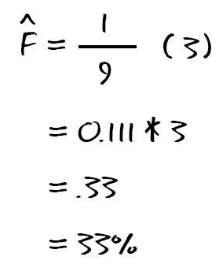 F̂ = 1/9 (3)
= 0.111 * 3
= .33
= 33%